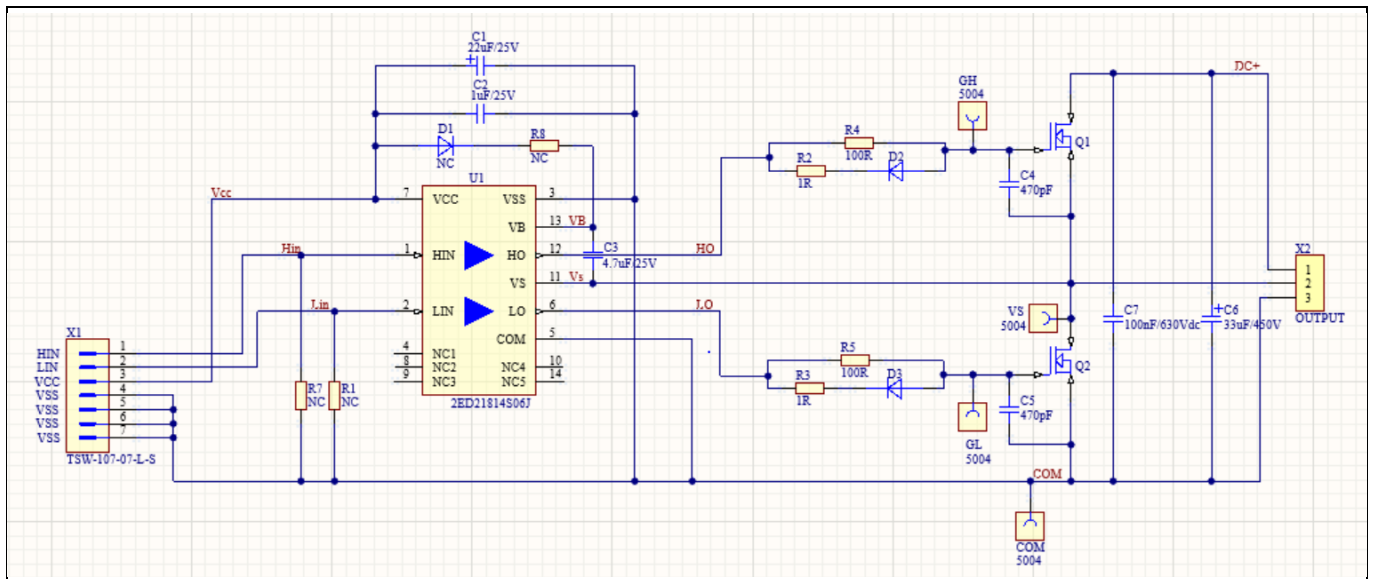 C1
22uF/25V
C2
1uF/25V
D1
NC
R8
NC
U1
Vcc
7
VCC
VSS
3
VB
13
VB
Hin
1
HIN
HO
12
HO
C3
4.7uF/25V
VS
11
Vs
Lin
2
LIN
LO
6
LO
COM
5
4
NC1
8
NC2
9
NC3
NC4
10
NC5
14
2ED21814S06J
X1
HIN
1
LIN
2
VCC
3
VSS
4
VSS
5
VSS
6
VSS
7
TSW-107-07-L-S
R7
NC
R1
NC
GH
5004
R4
100R
R2
1R
D2
Q1
C4
470pF
DC+
X2
1
2
3
OUTPUT
VS
5004
C7
100nF/630Vdc
C6
33uF/450V
R5
100R
R3
1R
D3
Q2
C5
470pF
GL
5004
COM
COM
5004